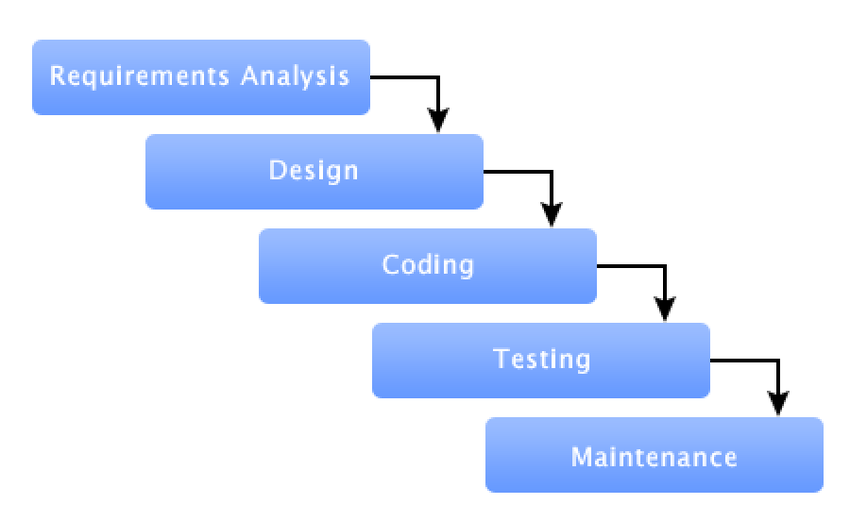 Requirements Analysis
Design
Coding
Testing
Maintenance